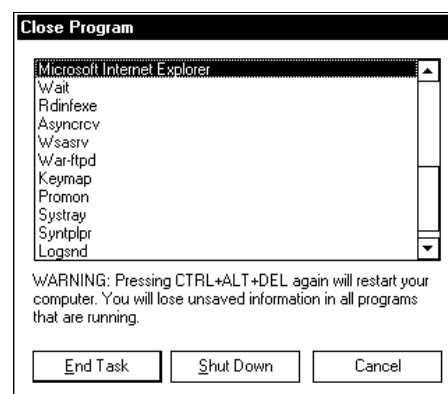 Close Program
Microsoft Internet Explorer
Wait
Rdinfexe
Asyncrcv
Wsasrv
War-ftpd
Keymap
Promon
Systray
Syntplpr
Logsnd
WARNING: Pressing CTRL+ALT+DEL again will restart your
computer. You will lose unsaved information in all programs
that are running.
End Task Shut Down Cancel